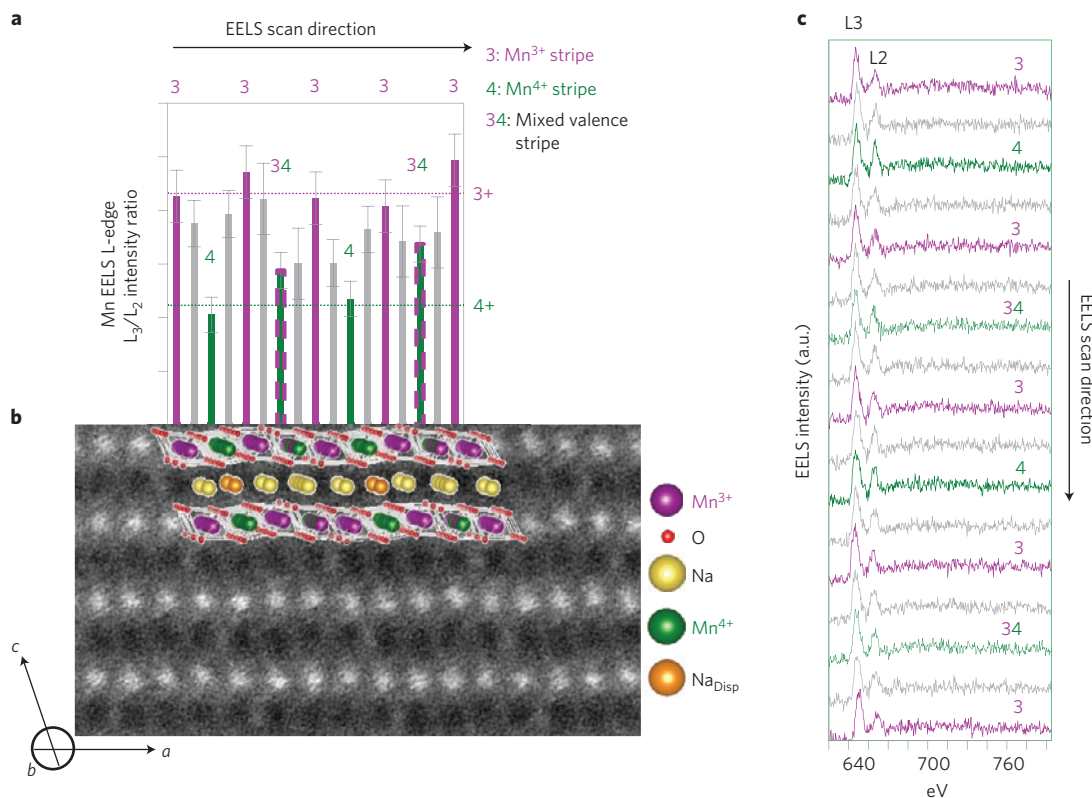 a
EELS scan direction
3 3 3 3 3
3: Mn³⁺ stripe
4: Mn⁴⁺ stripe
34: Mixed valence
stripe
34 34
3+
4 4
4+
Mn EELS L-edge
L₃/L₂ intensity ratio
b
Mn³⁺
O
Na
Mn⁴⁺
Na_Disp
c
b
a
c
L3
L2
3
4
3
34
3
4
3
34
3
EELS intensity (a.u.)
EELS scan direction
640 700 760
eV